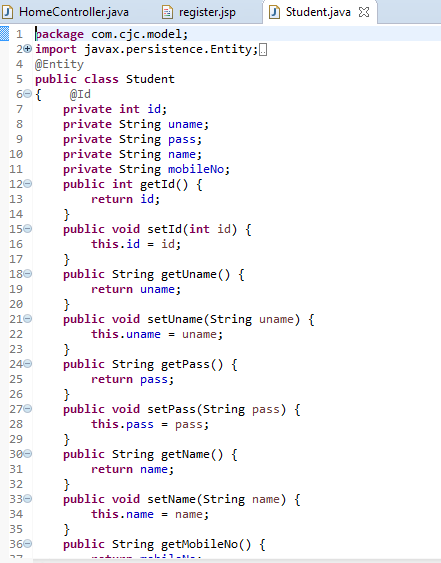 HomeController.java register.jsp Student.java
1 package com.cjc.model;
2 import javax.persistence.Entity;
4 @Entity
5 public class Student
6 { @Id
7 private int id;
8 private String uname;
9 private String pass;
10 private String name;
11 private String mobileNo;
12 public int getId() {
13 return id;
14 }
15 public void setId(int id) {
16 this.id = id;
17 }
18 public String getUname() {
19 return uname;
20 }
21 public void setUname(String uname) {
22 this.uname = uname;
23 }
24 public String getPass() {
25 return pass;
26 }
27 public void setPass(String pass) {
28 this.pass = pass;
29 }
30 public String getName() {
31 return name;
32 }
33 public void setName(String name) {
34 this.name = name;
35 }
36 public String getMobileNo() {
37 return mobileNo;